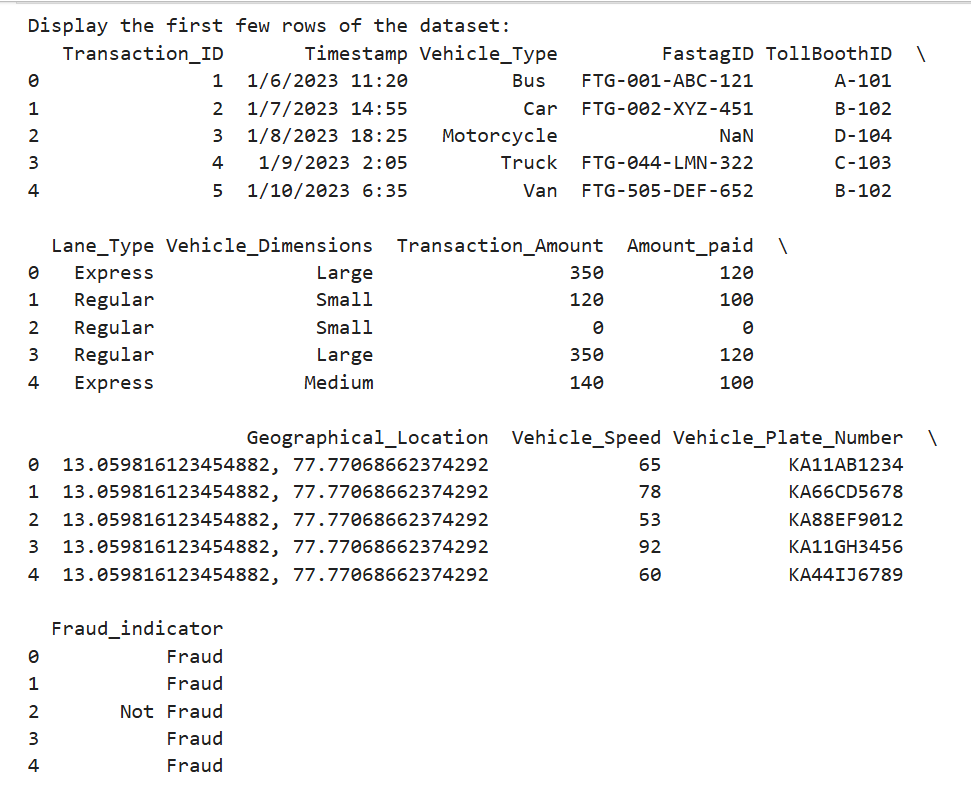 Display the first few rows of the dataset:
   Transaction_ID       Timestamp Vehicle_Type         FastagID TollBoothID  \
0               1  1/6/2023 11:20         Bus   FTG-001-ABC-121       A-101
1               2  1/7/2023 14:55          Car  FTG-002-XYZ-451       B-102
2               3  1/8/2023 18:25   Motorcycle              NaN       D-104
3               4   1/9/2023 2:05        Truck  FTG-044-LMN-322       C-103
4               5  1/10/2023 6:35          Van  FTG-505-DEF-652       B-102

  Lane_Type Vehicle_Dimensions  Transaction_Amount  Amount_paid  \
0   Express              Large                 350          120
1   Regular              Small                 120          100
2   Regular              Small                   0            0
3   Regular              Large                 350          120
4   Express             Medium                 140          100

                   Geographical_Location  Vehicle_Speed Vehicle_Plate_Number  \
0  13.059816123454882, 77.77068662374292             65           KA11AB1234
1  13.059816123454882, 77.77068662374292             78           KA66CD5678
2  13.059816123454882, 77.77068662374292             53           KA88EF9012
3  13.059816123454882, 77.77068662374292             92           KA11GH3456
4  13.059816123454882, 77.77068662374292             60           KA44IJ6789

  Fraud_indicator
0           Fraud
1           Fraud
2       Not Fraud
3           Fraud
4           Fraud